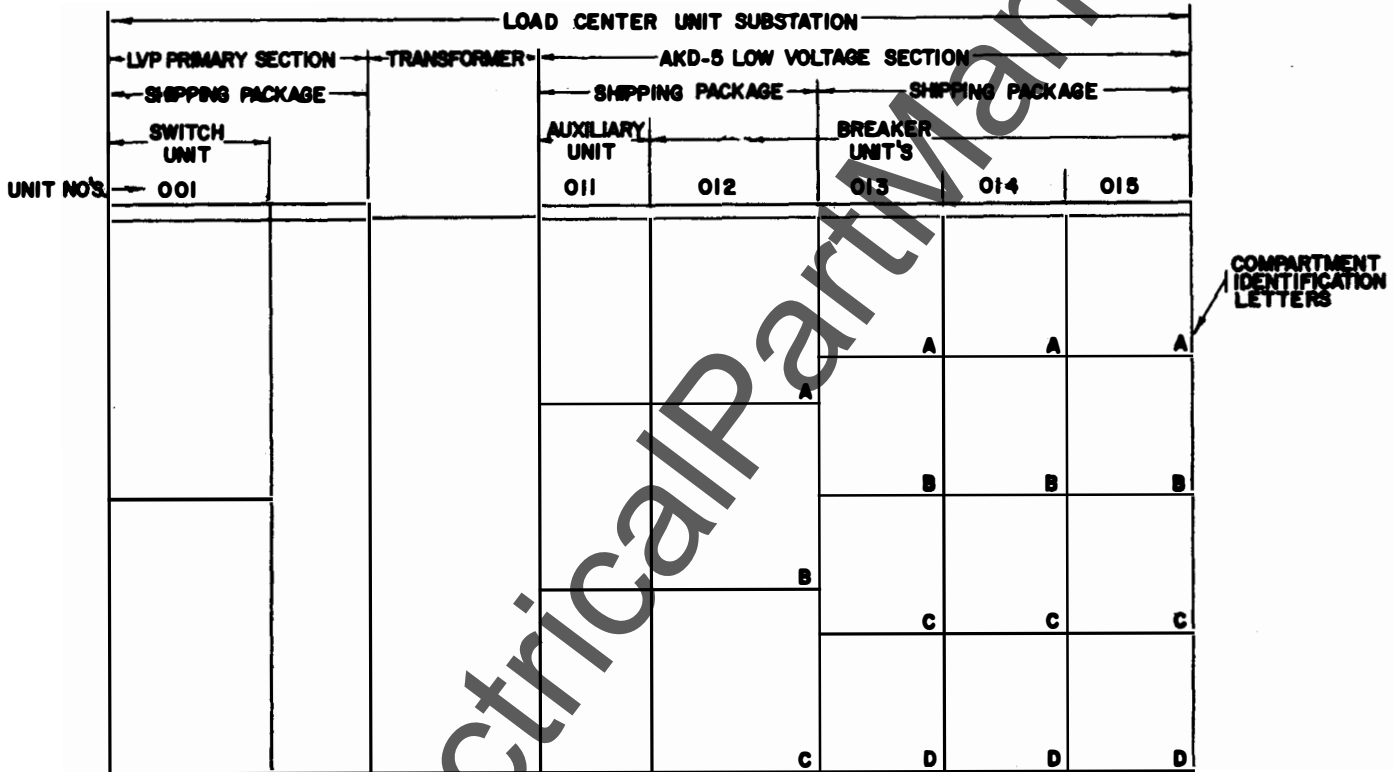 LOAD CENTER UNIT SUBSTATION
LVP PRIMARY SECTION TRANSFORMER AKD-5 LOW VOLTAGE SECTION
SHIPPING PACKAGE SHIPPING PACKAGE SHIPPING PACKAGE
SWITCH UNIT
AUXILIARY UNIT
BREAKER UNIT'S
UNIT NO'S. 001 011 012 013 014 015
COMPARTMENT
IDENTIFICATION
LETTERS
A A A
A
B B B
B
C C C
C D D D
ctricalPartMan